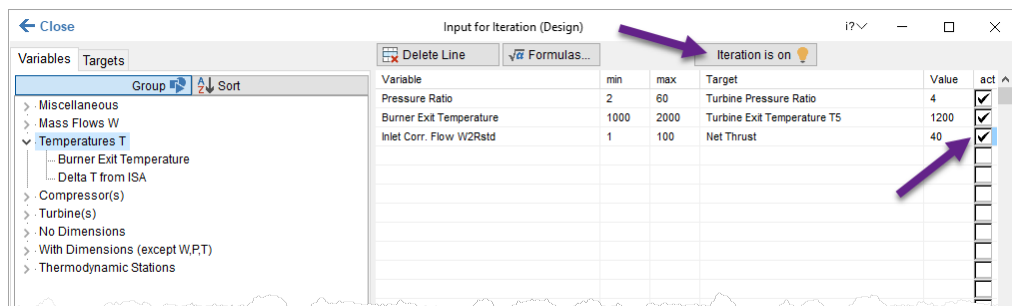 Close
Input for Iteration (Design)
i?
Variables Targets
Delete Line √α Formulas... Iteration is on
Group A Z Sort
Variable min max Target Value act
Miscellaneous
Mass Flows W
Temperatures T
Burner Exit Temperature
Delta T from ISA
Compressor(s)
Turbine(s)
No Dimensions
With Dimensions (except W,P,T)
Thermodynamic Stations
Pressure Ratio 2 60 Turbine Pressure Ratio 4
Burner Exit Temperature 1000 2000 Turbine Exit Temperature T5 1200
Inlet Corr. Flow W2Rstd 1 100 Net Thrust 40